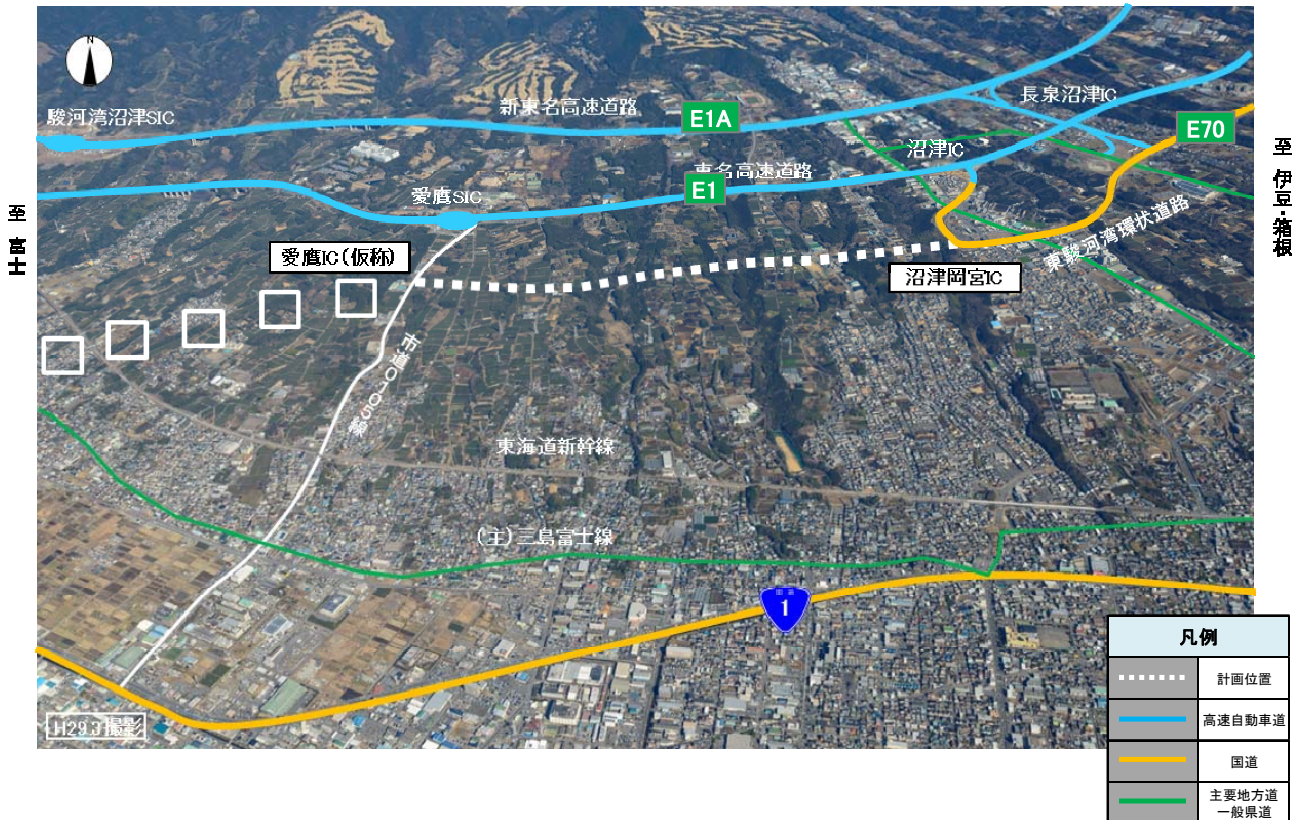 N
駿河湾沼津SIC
新東名高速道路
E1A
長泉沼津IC
E70
沼津IC
東名高速道路
E1
愛鷹SIC
至 富士
至 伊豆・箱根
愛鷹IC(仮称)
沼津岡宮IC
東駿河湾環状道路
市道0105線
東海道新幹線
(主)三島富士線
1
H29.3撮影
凡例
計画位置
高速自動車道
国道
主要地方道
一般県道